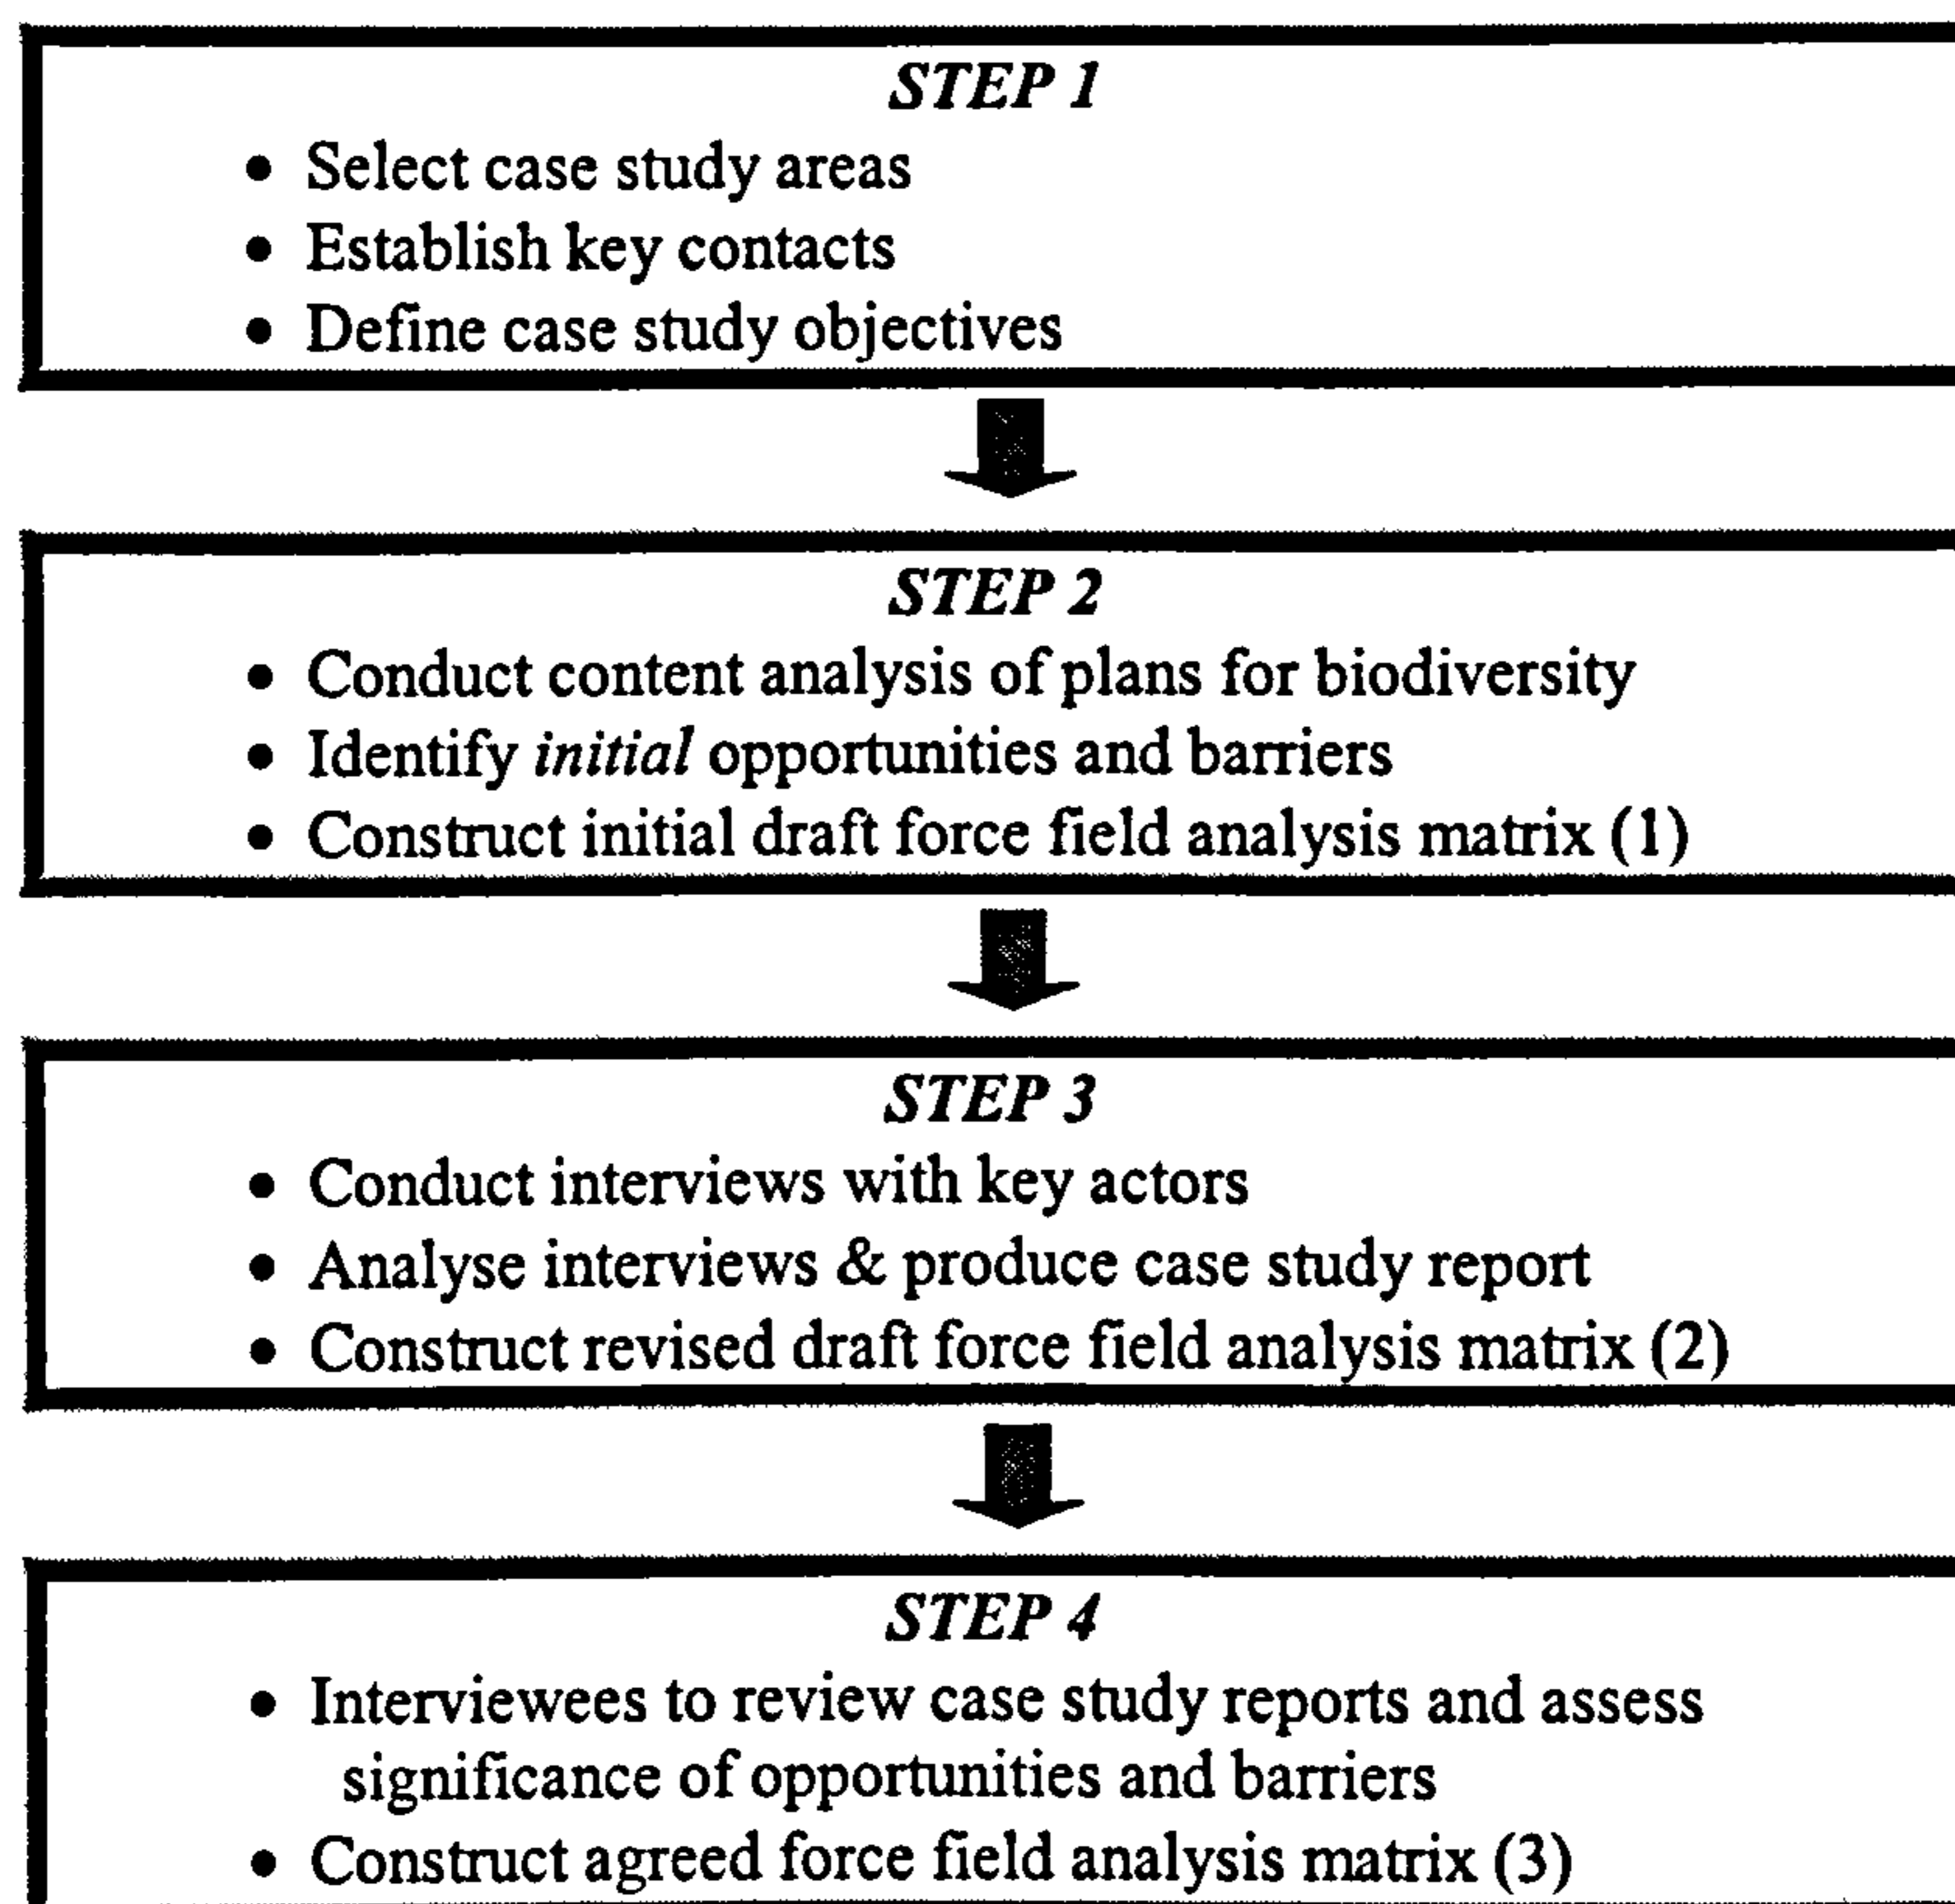 STEP 1
• Select case study areas
• Establish key contacts
• Define case study objectives
STEP 2
• Conduct content analysis of plans for biodiversity
• Identify initial opportunities and barriers
• Construct initial draft force field analysis matrix (1)
STEP 3
• Conduct interviews with key actors
• Analyse interviews & produce case study report
• Construct revised draft force field analysis matrix (2)
STEP 4
• Interviewees to review case study reports and assess
significance of opportunities and barriers
• Construct agreed force field analysis matrix (3)